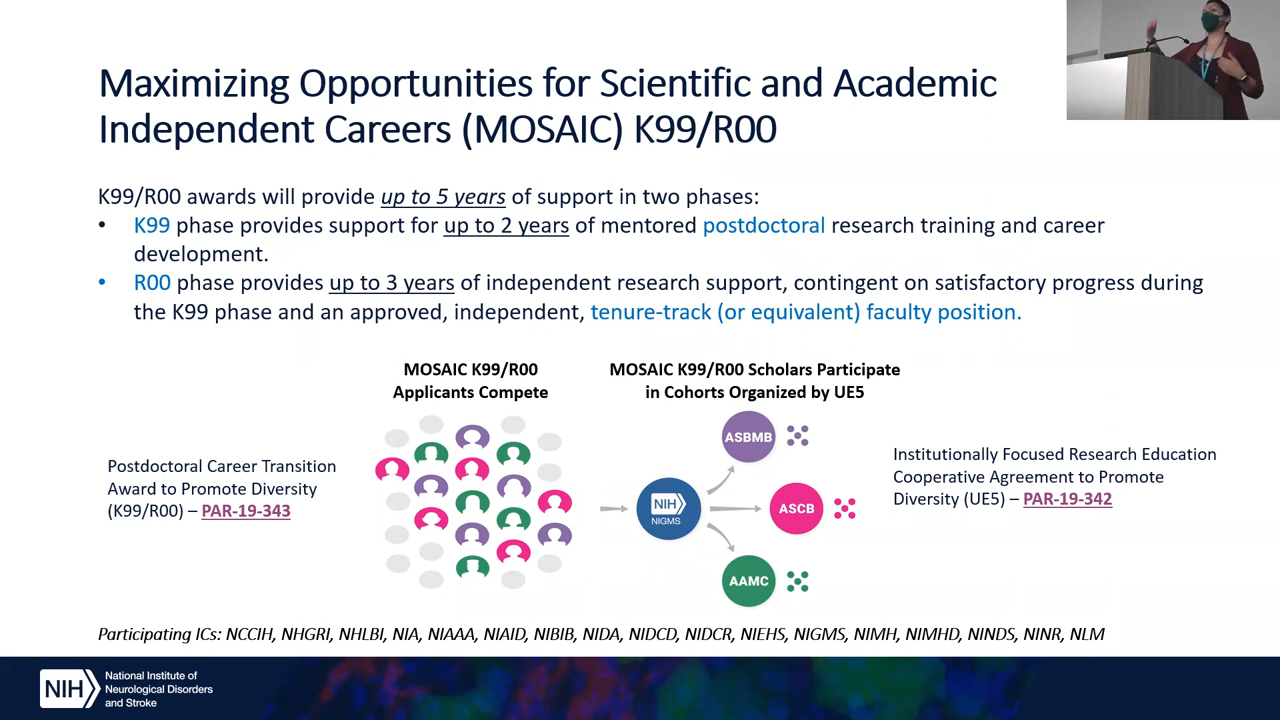 Maximizing Opportunities for Scientific and Academic
Independent Careers (MOSAIC) K99/R00
K99/R00 awards will provide up to 5 years of support in two phases:
• K99 phase provides support for up to 2 years of mentored postdoctoral research training and career
development.
• R00 phase provides up to 3 years of independent research support, contingent on satisfactory progress during
the K99 phase and an approved, independent, tenure-track (or equivalent) faculty position.
MOSAIC K99/R00
Applicants Compete
MOSAIC K99/R00 Scholars Participate
in Cohorts Organized by UE5
Postdoctoral Career Transition
Award to Promote Diversity
(K99/R00) – PAR-19-343
NIH
NIGMS
ASBMB
ASCB
AAMC
Institutionally Focused Research Education
Cooperative Agreement to Promote
Diversity (UE5) – PAR-19-342
Participating ICs: NCCIH, NHGRI, NHLBI, NIA, NIAAA, NIAID, NIBIB, NIDA, NIDCD, NIDCR, NIEHS, NIGMS, NIMH, NIMHD, NINDS, NINR, NLM
NIH
National Institute of
Neurological Disorders
and Stroke